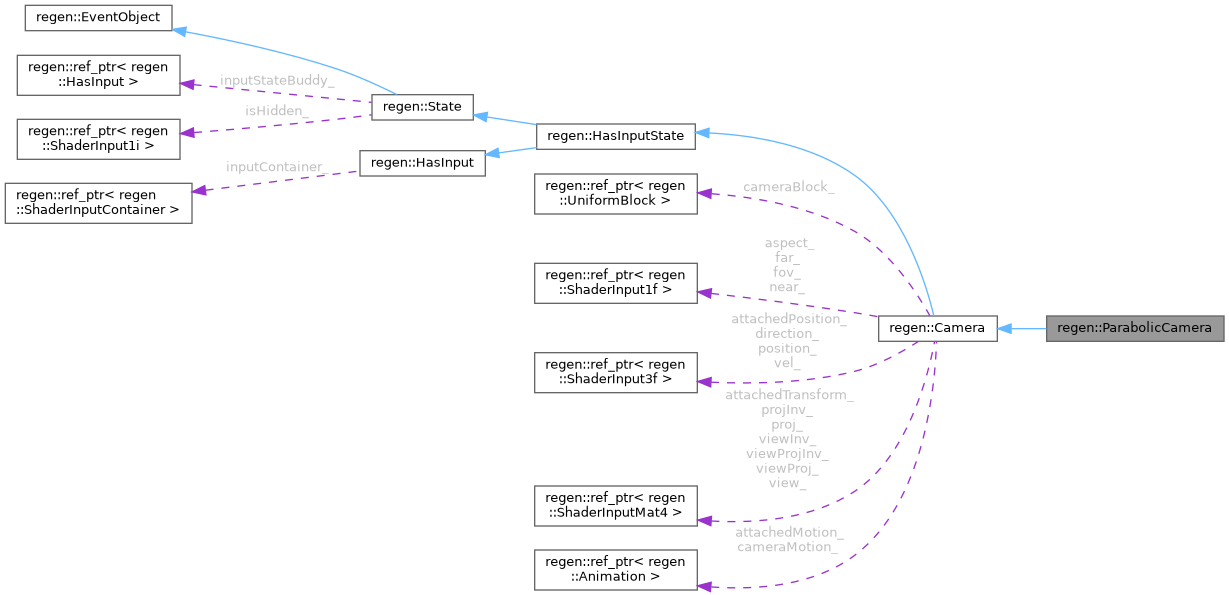 regen::EventObject
regen::ref_ptr< regen
::HasInput >
inputStateBuddy_
regen::State
isHidden_
regen::ref_ptr< regen
::ShaderInput1i >
regen::HasInputState
regen::HasInput
inputContainer_
regen::ref_ptr< regen
::ShaderInputContainer >
regen::ref_ptr< regen
::UniformBlock >
cameraBlock_
aspect_
far_
fov_
near_
regen::ref_ptr< regen
::ShaderInput1f >
attachedPosition_
direction_
position_
vel_
regen::Camera
regen::ParabolicCamera
regen::ref_ptr< regen
::ShaderInput3f >
attachedTransform_
projInv_
proj_
viewInv_
viewProjInv_
viewProj_
view_
regen::ref_ptr< regen
::ShaderInputMat4 >
attachedMotion_
cameraMotion_
regen::ref_ptr< regen
::Animation >